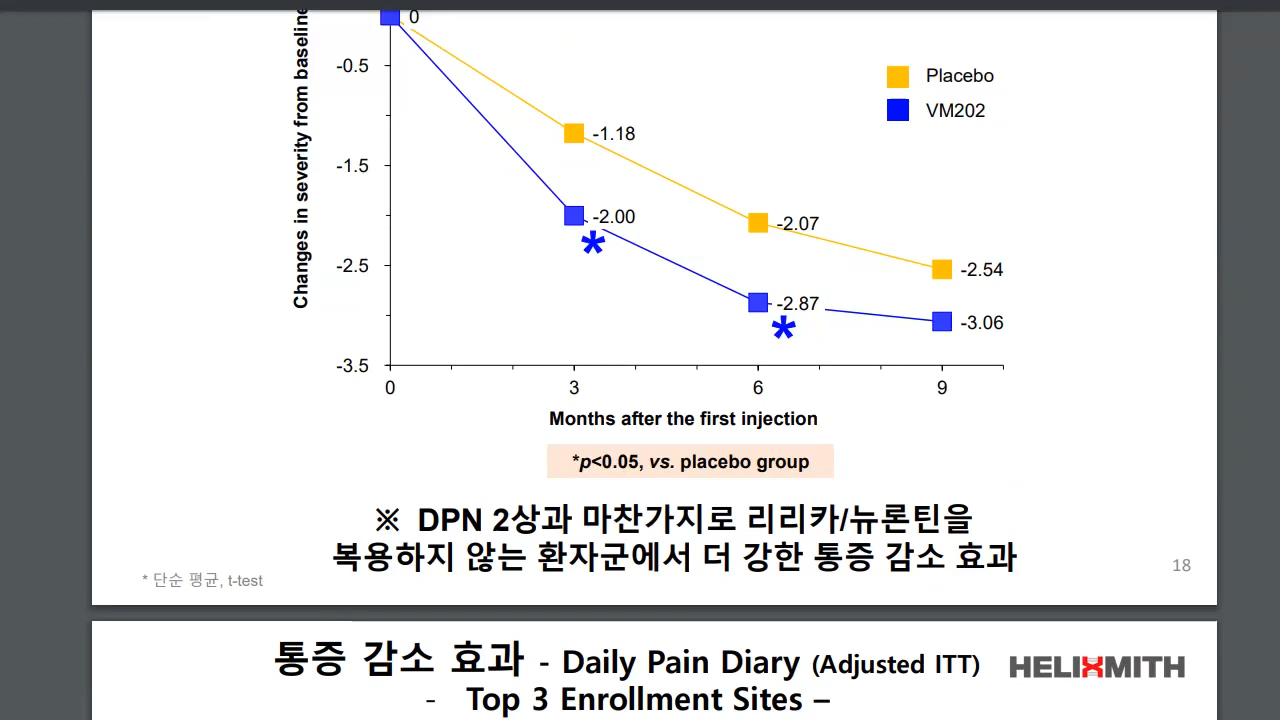 Changes in severity from baseline
0
-0.5
-1.5
-2.5
-3.5
Placebo
VM202
-1.18
-2.07
-2.54
-2.00
*
-2.87
*
-3.06
0 3 6 9
Months after the first injection
*p<0.05, vs. placebo group
※ DPN 2상과 마찬가지로 리리카/뉴론틴을
복용하지 않는 환자군에서 더 강한 통증 감소 효과
* 단순 평균, t-test
18
통증 감소 효과 - Daily Pain Diary (Adjusted ITT)
- Top 3 Enrollment Sites –
HELIXMITH